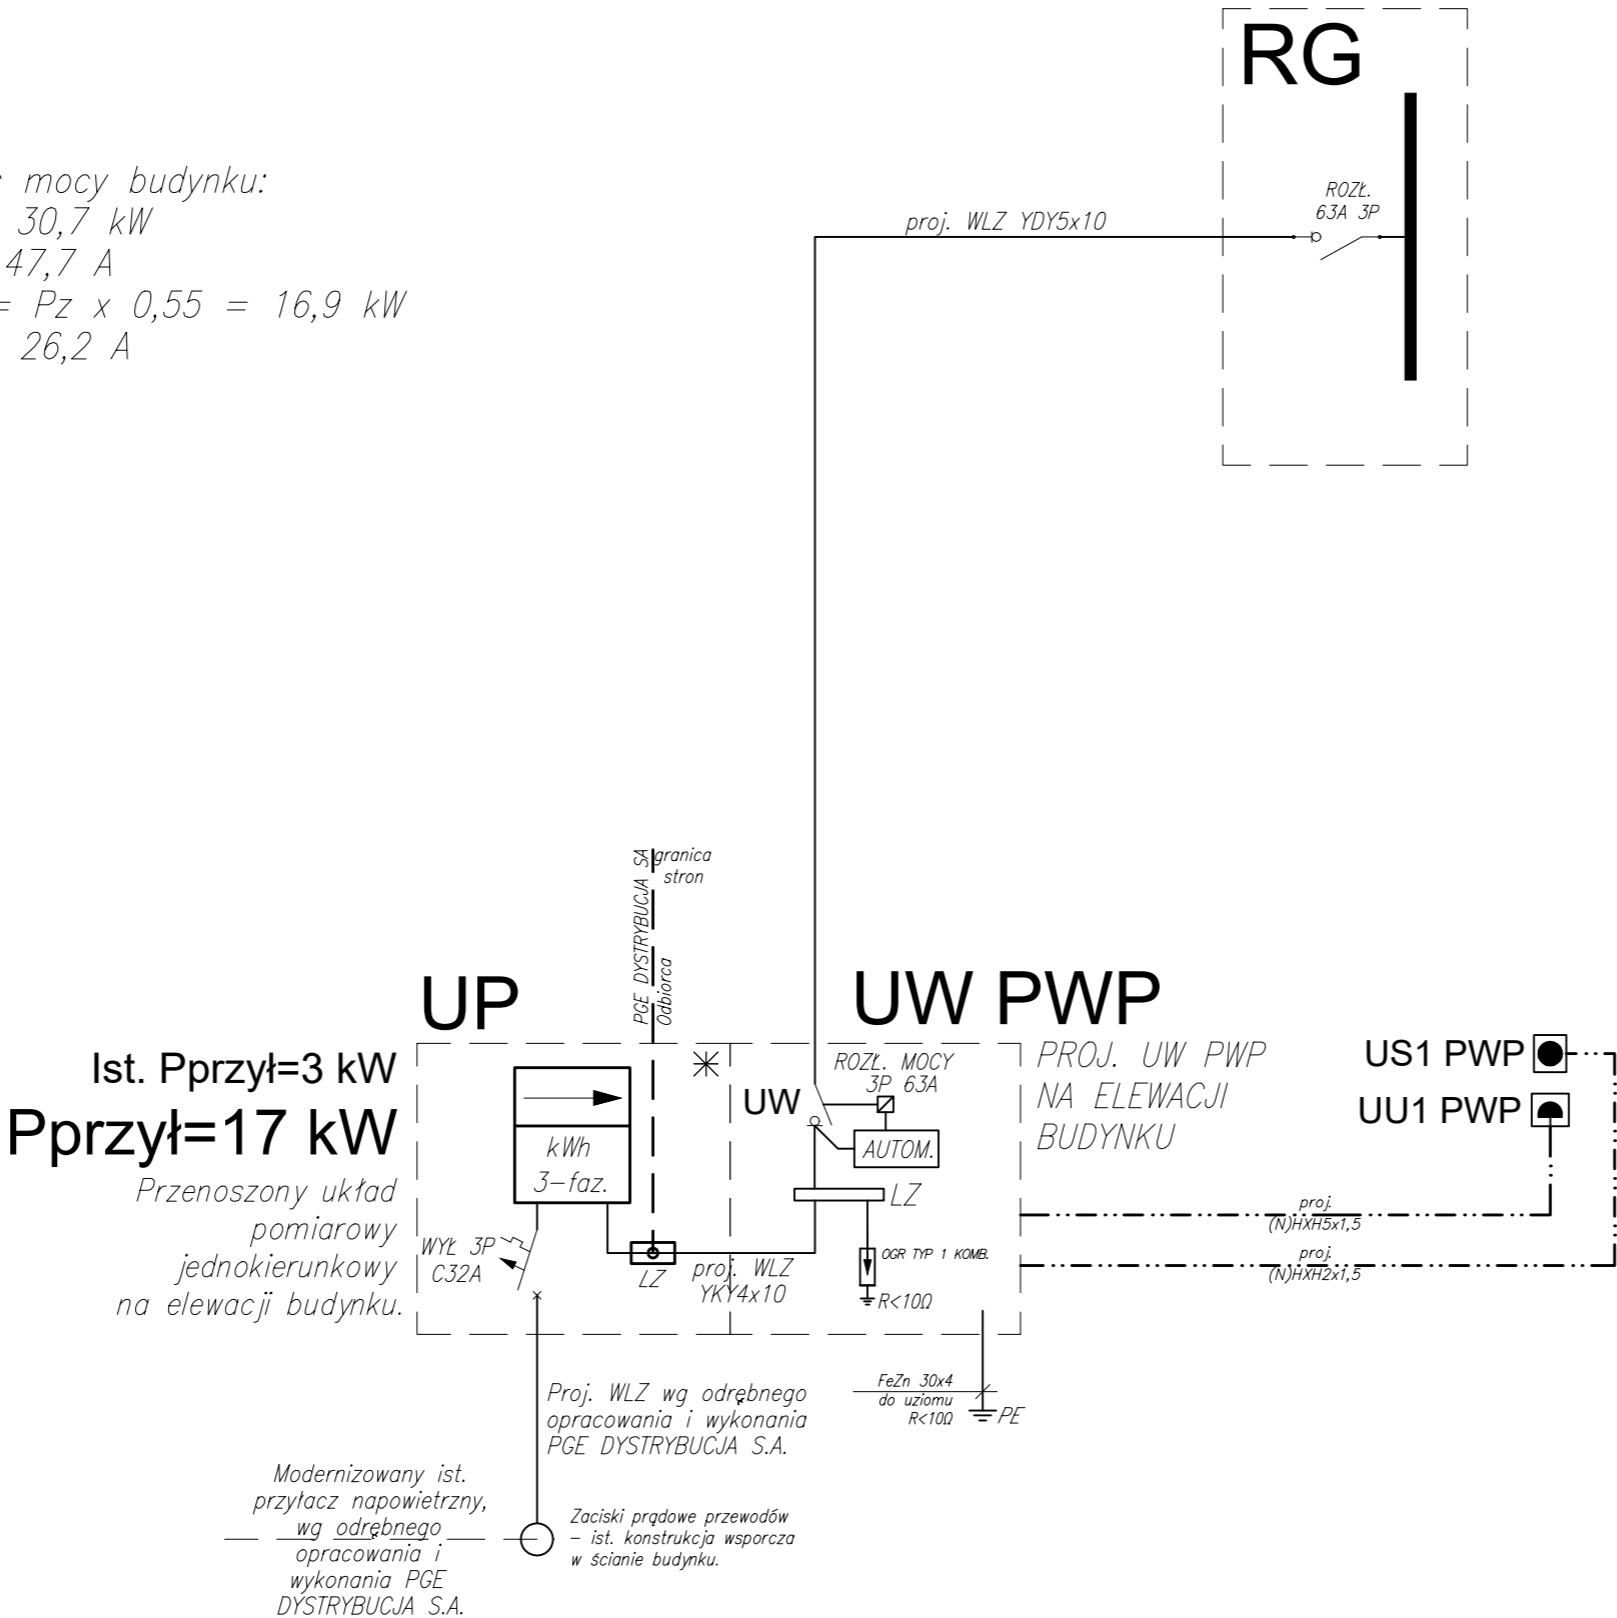 RG
ROZŁ.
63A 3P
mocy budynku:
30,7 kW
47,7 A
= Pz x 0,55 = 16,9 kW
26,2 A
proj. WLZ YDY5x10
PGE DYSTRYBUCJA SA
Odbiorca
granica
stron
UP
UW PWP
Ist. Pprzył=3 kW
Pprzył=17 kW
Przenoszony układ
pomiarowy
jednokierunkowy
na elewacji budynku.
kWh
3-faz.
WYŁ 3P
C32A
LZ
proj. WLZ
YKY4x10
UW
ROZŁ. MOCY
3P 63A
AUTOM.
LZ
OGR TYP 1 KOMB.
R<10Ω
PROJ. UW PWP
NA ELEWACJI
BUDYNKU
US1 PWP
UU1 PWP
proj.
(N)HXH5x1,5
proj.
(N)HXH2x1,5
FeZn 30x4
do uziomu
R<10Ω
PE
Proj. WLZ wg odrębnego
opracowania i wykonania
PGE DYSTRYBUCJA S.A.
Modernizowany ist.
przyłacz napowietrzny,
wg odrębnego
opracowania i
wykonania PGE
DYSTRYBUCJA S.A.
Zaciski prądowe przewodów
– ist. konstrukcja wsporcza
w ścianie budynku.